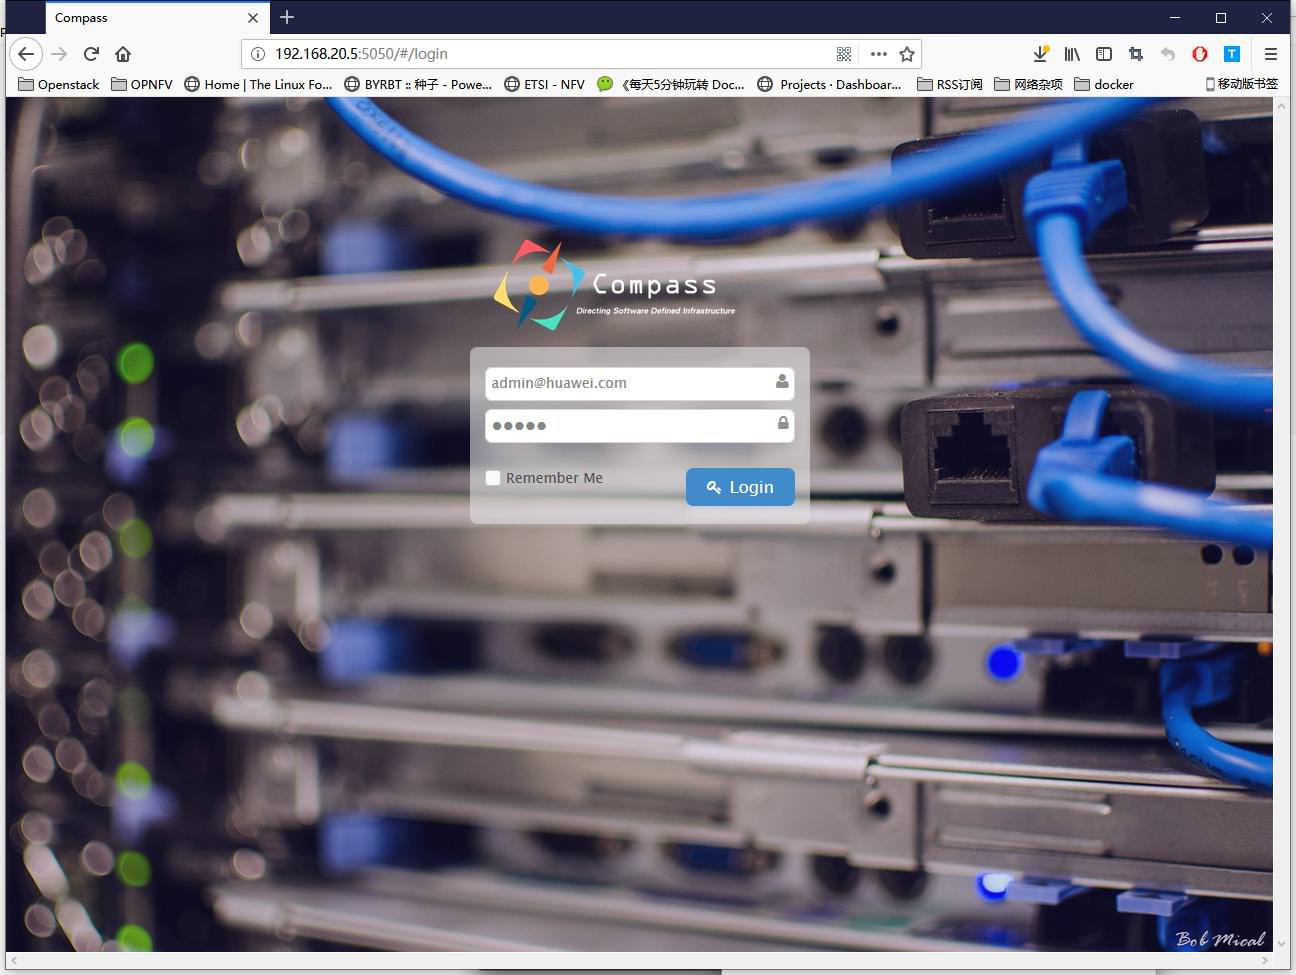 Compass
192.168.20.5:5050/#/login
Openstack
OPNFV
Home | The Linux Fo...
BYRBT :: 种子 - Powe...
ETSI - NFV
《每天5分钟玩转 Doc...
Projects · Dashboar...
RSS订阅
网络杂项
docker
移动版书签
Compass
Directing Software Defined Infrastructure
admin@huawei.com
Remember Me
Login
Bob Mical